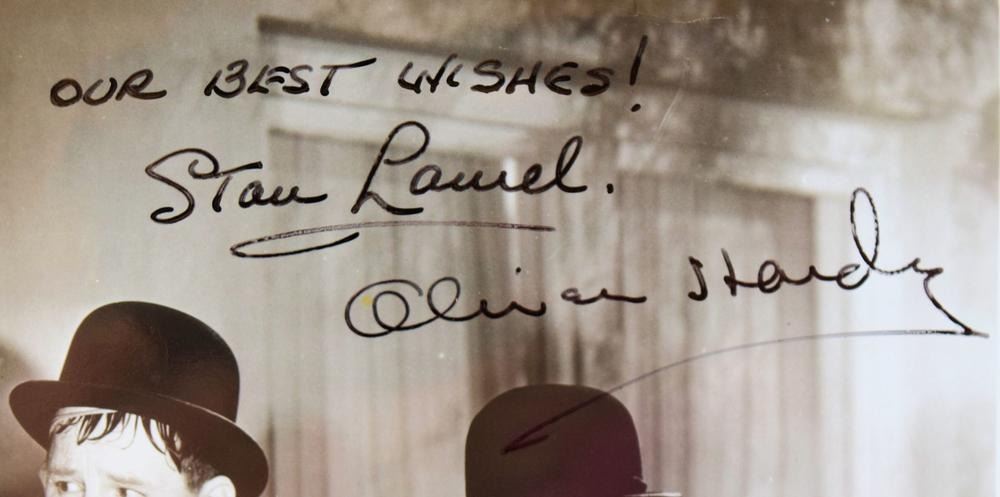 OUR BEST WISHES!
Stan Laurel.
Oliver Hardy